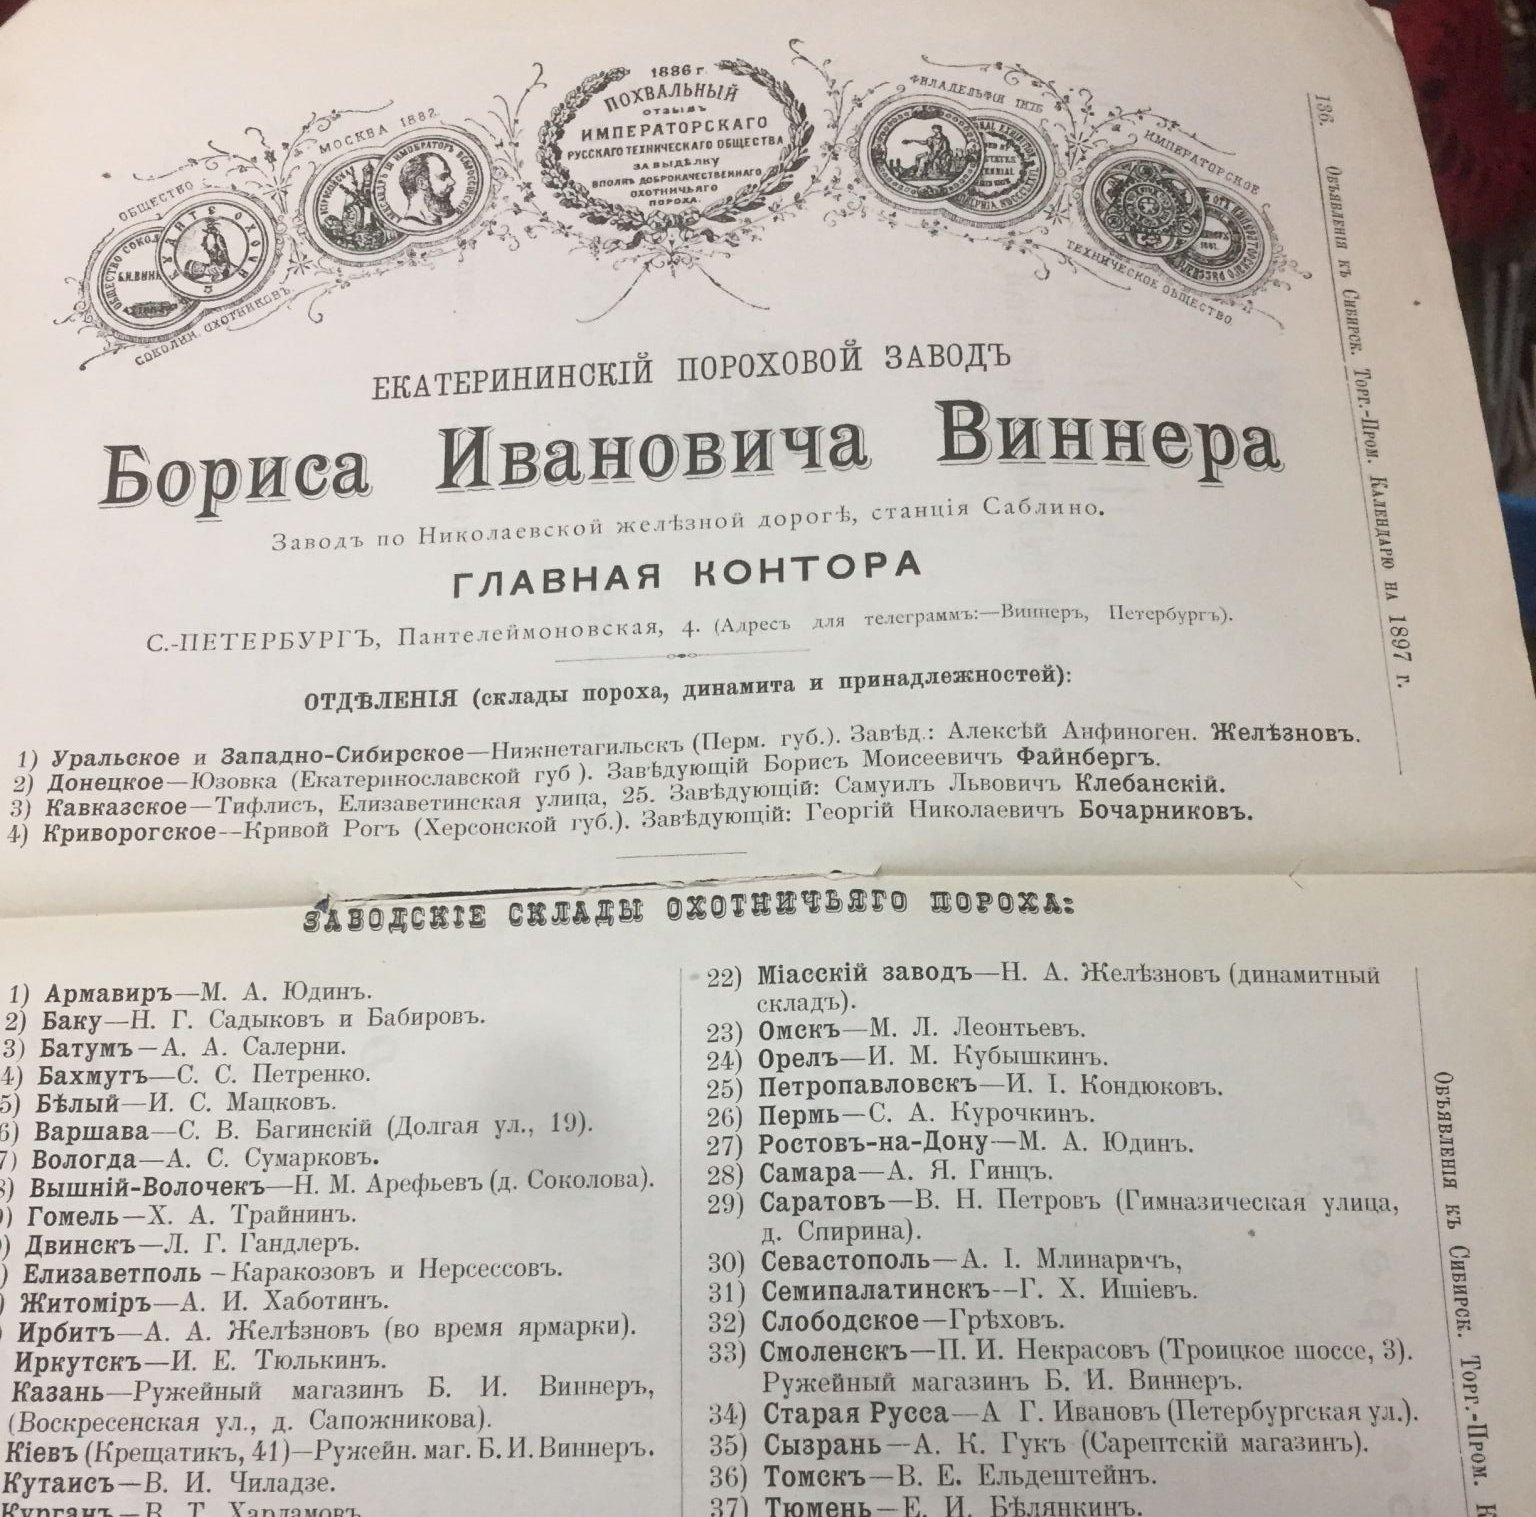 1886 г.
ПОХВАЛЬНЫЙ
отзывъ
ИМПЕРАТОРСКАГО
РУССКАГО ТЕХНИЧЕСКАГО ОБЩЕСТВА
ЗА ВЫДѢЛКУ
ВПОЛНѢ ДОБРОКАЧЕСТВЕННАГО
ОХОТНИЧЬЯГО
ПОРОХА.
ОБЩЕСТВО
СОКОЛИН. ОХОТНИКОВЪ
МОСКВА 1882
ФИЛАДЕЛЬФІЯ 1876
ИМПЕРАТОРСКОЕ
ТЕХНИЧЕСКОЕ ОБЩЕСТВО
ЕКАТЕРИНИНСКІЙ ПОРОХОВОЙ ЗАВОДЪ
Бориса Ивановича Виннера
Заводъ по Николаевской желѣзной дорогѣ, станція Саблино.
ГЛАВНАЯ КОНТОРА
С.-ПЕТЕРБУРГЪ, Пантелеймоновская, 4. (Адресъ для телеграммъ:—Виннеръ, Петербургъ).
ОТДѢЛЕНІЯ (склады пороха, динамита и принадлежностей):
1) Уральское и Западно-Сибирское—Нижнетагильскъ (Перм. губ.). Завѣд.: Алексѣй Анфиноген. Желѣзновъ.
2) Донецкое—Юзовка (Екатерикославской губ). Завѣдующій Борисъ Моисеевичъ Файнбергъ.
3) Кавказское—Тифлисъ, Елизаветинская улица, 25. Завѣдующій: Самуилъ Львовичъ Клебанскій.
4) Криворогское--Кривой Рогъ (Херсонской губ.). Завѣдующій: Георгій Николаевичъ Бочарниковъ.
ЗАВОДСКІЕ СКЛАДЫ ОХОТНИЧЬЯГО ПОРОХА:
1) Армавиръ—М. А. Юдинъ.
2) Баку—Н. Г. Садыковъ и Бабировъ.
3) Батумъ—А. А. Салерни.
4) Бахмутъ—С. С. Петренко.
5) Бѣлый—И. С. Мацковъ.
6) Варшава—С. В. Багинскій (Долгая ул., 19).
7) Вологда—А. С. Сумарковъ.
8) Вышній-Волочекъ—Н. М. Арефьевъ (д. Соколова).
) Гомель—Х. А. Трайнинъ.
) Двинскъ—Л. Г. Гандлеръ.
) Елизаветполь—Каракозовъ и Нерсессовъ.
Житоміръ—А. И. Хаботинъ.
Ирбитъ—А. А. Желѣзновъ (во время ярмарки).
Иркутскъ—И. Е. Тюлькинъ.
Казань—Ружейный магазинъ Б. И. Виннеръ,
(Воскресенская ул., д. Сапожникова).
Кіевъ (Крещатикъ, 41)—Ружейн. маг. Б. И. Виннеръ.
Кутаисъ—В. И. Чиладзе.
Курганъ—В. Т. Харламовъ
22) Міасскій заводъ—Н. А. Желѣзновъ (динамитный
складъ).
23) Омскъ—М. Л. Леонтьевъ.
24) Орелъ—И. М. Кубышкинъ.
25) Петропавловскъ—И. І. Кондюковъ.
26) Пермь—С. А. Курочкинъ.
27) Ростовъ-на-Дону—М. А. Юдинъ.
28) Самара—А. Я. Гинцъ.
29) Саратовъ—В. Н. Петровъ (Гимназическая улица,
д. Спирина).
30) Севастополь—А. І. Млинаричъ,
31) Семипалатинскъ--Г. Х. Ишіевъ.
32) Слободское—Грѣховъ.
33) Смоленскъ—П. И. Некрасовъ (Троицкое шоссе, 3).
Ружейный магазинъ Б. И. Виннеръ.
34) Старая Русса—А Г. Ивановъ (Петербургская ул.).
35) Сызрань—А. К. Гукъ (Сарептскій магазинъ).
36) Томскъ—В. Е. Ельдештейнъ.
37) Тюмень—Е. И. Бѣлянкинъ.
136. Объявленія къ Сибирск. Торг.-Пром. Календарю на 1897 г.
Объявленія къ Сибирск. Торг.-Пром. К